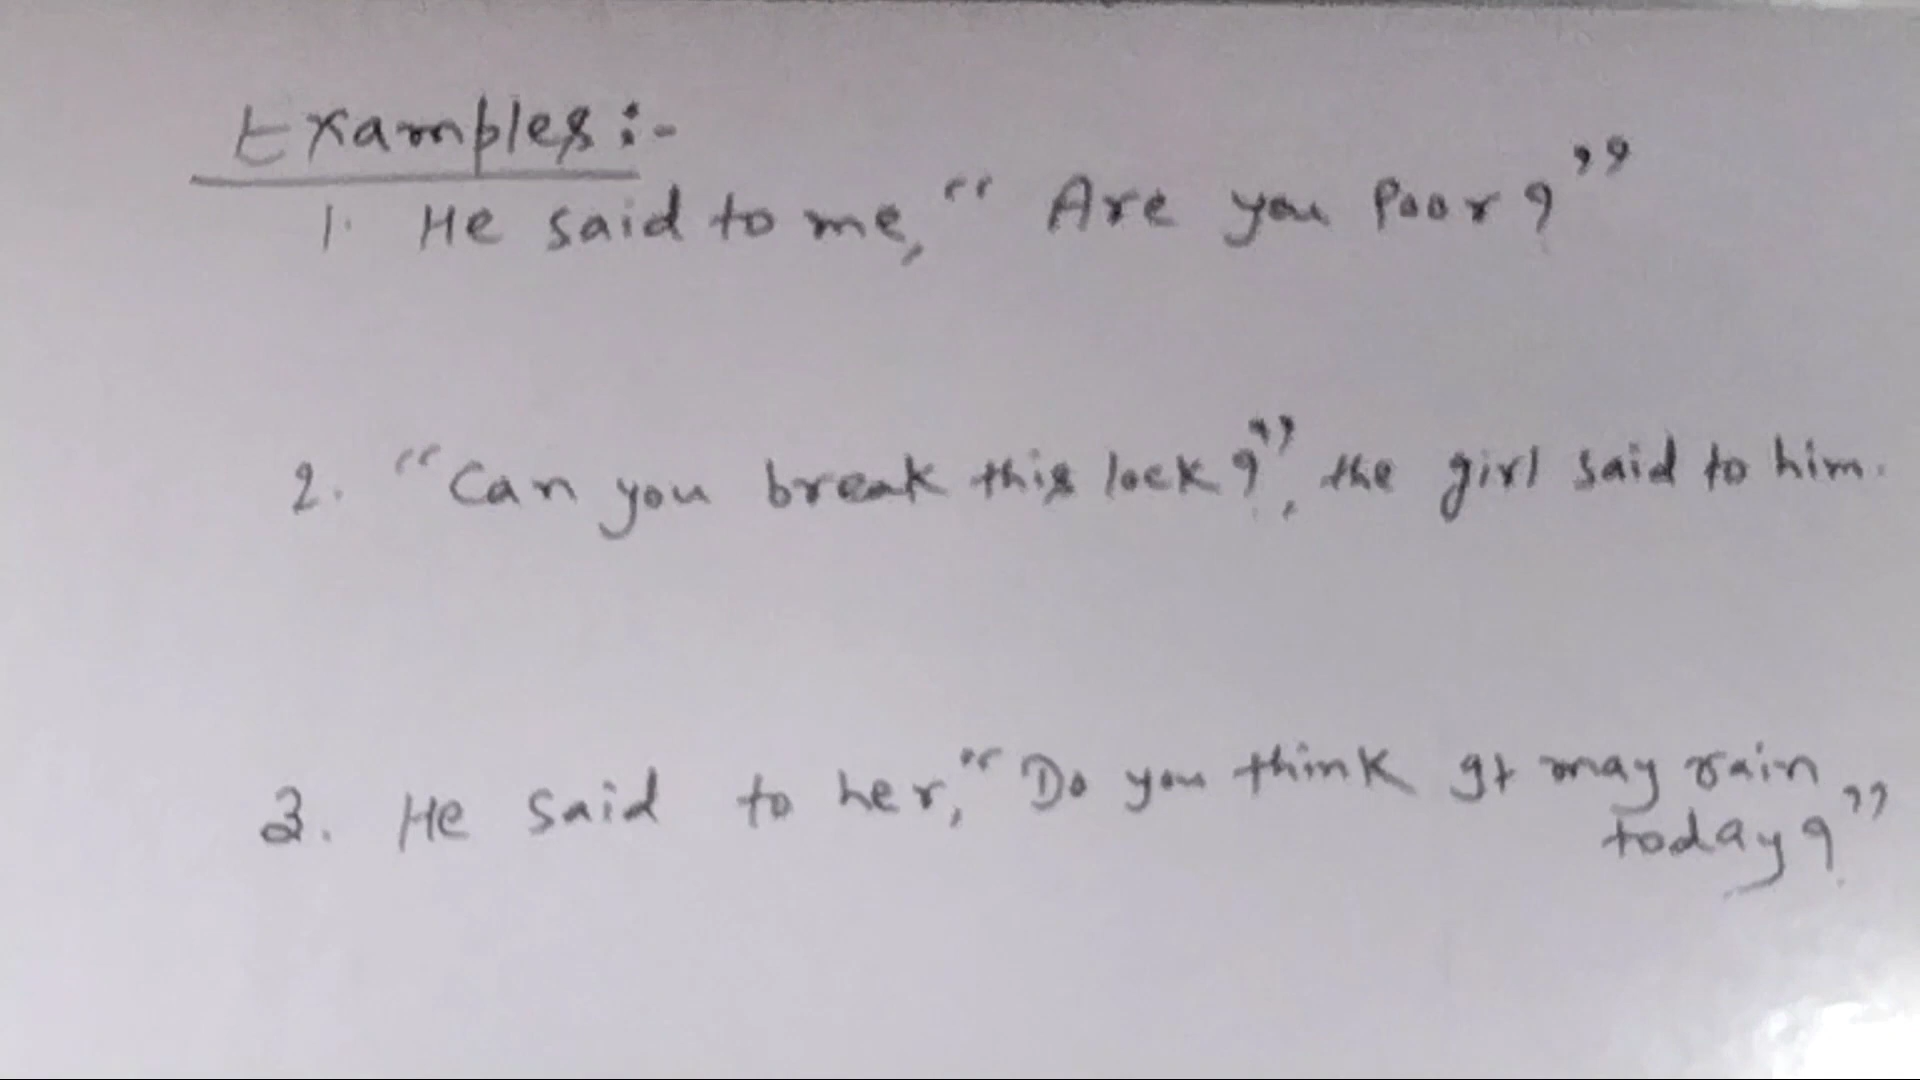 Examples:-
1. He said to me, "Are you Poor?"
2. "Can you break this lock?", the girl said to him.
3. He said to her, "Do you think It may rain
today?"